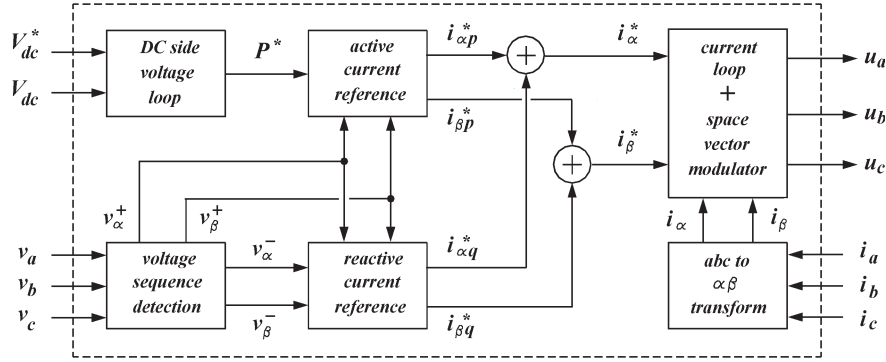 V*dc
Vdc
DC side
voltage
loop
P*
active
current
reference
i*αp
i*βp
+
i*α
+
i*β
current
loop
+
space
vector
modulator
ua
ub
uc
v+α
v+β
va
vb
vc
voltage
sequence
detection
v−α
v−β
reactive
current
reference
i*αq
i*βq
iα
iβ
abc to
αβ
transform
ia
ib
ic